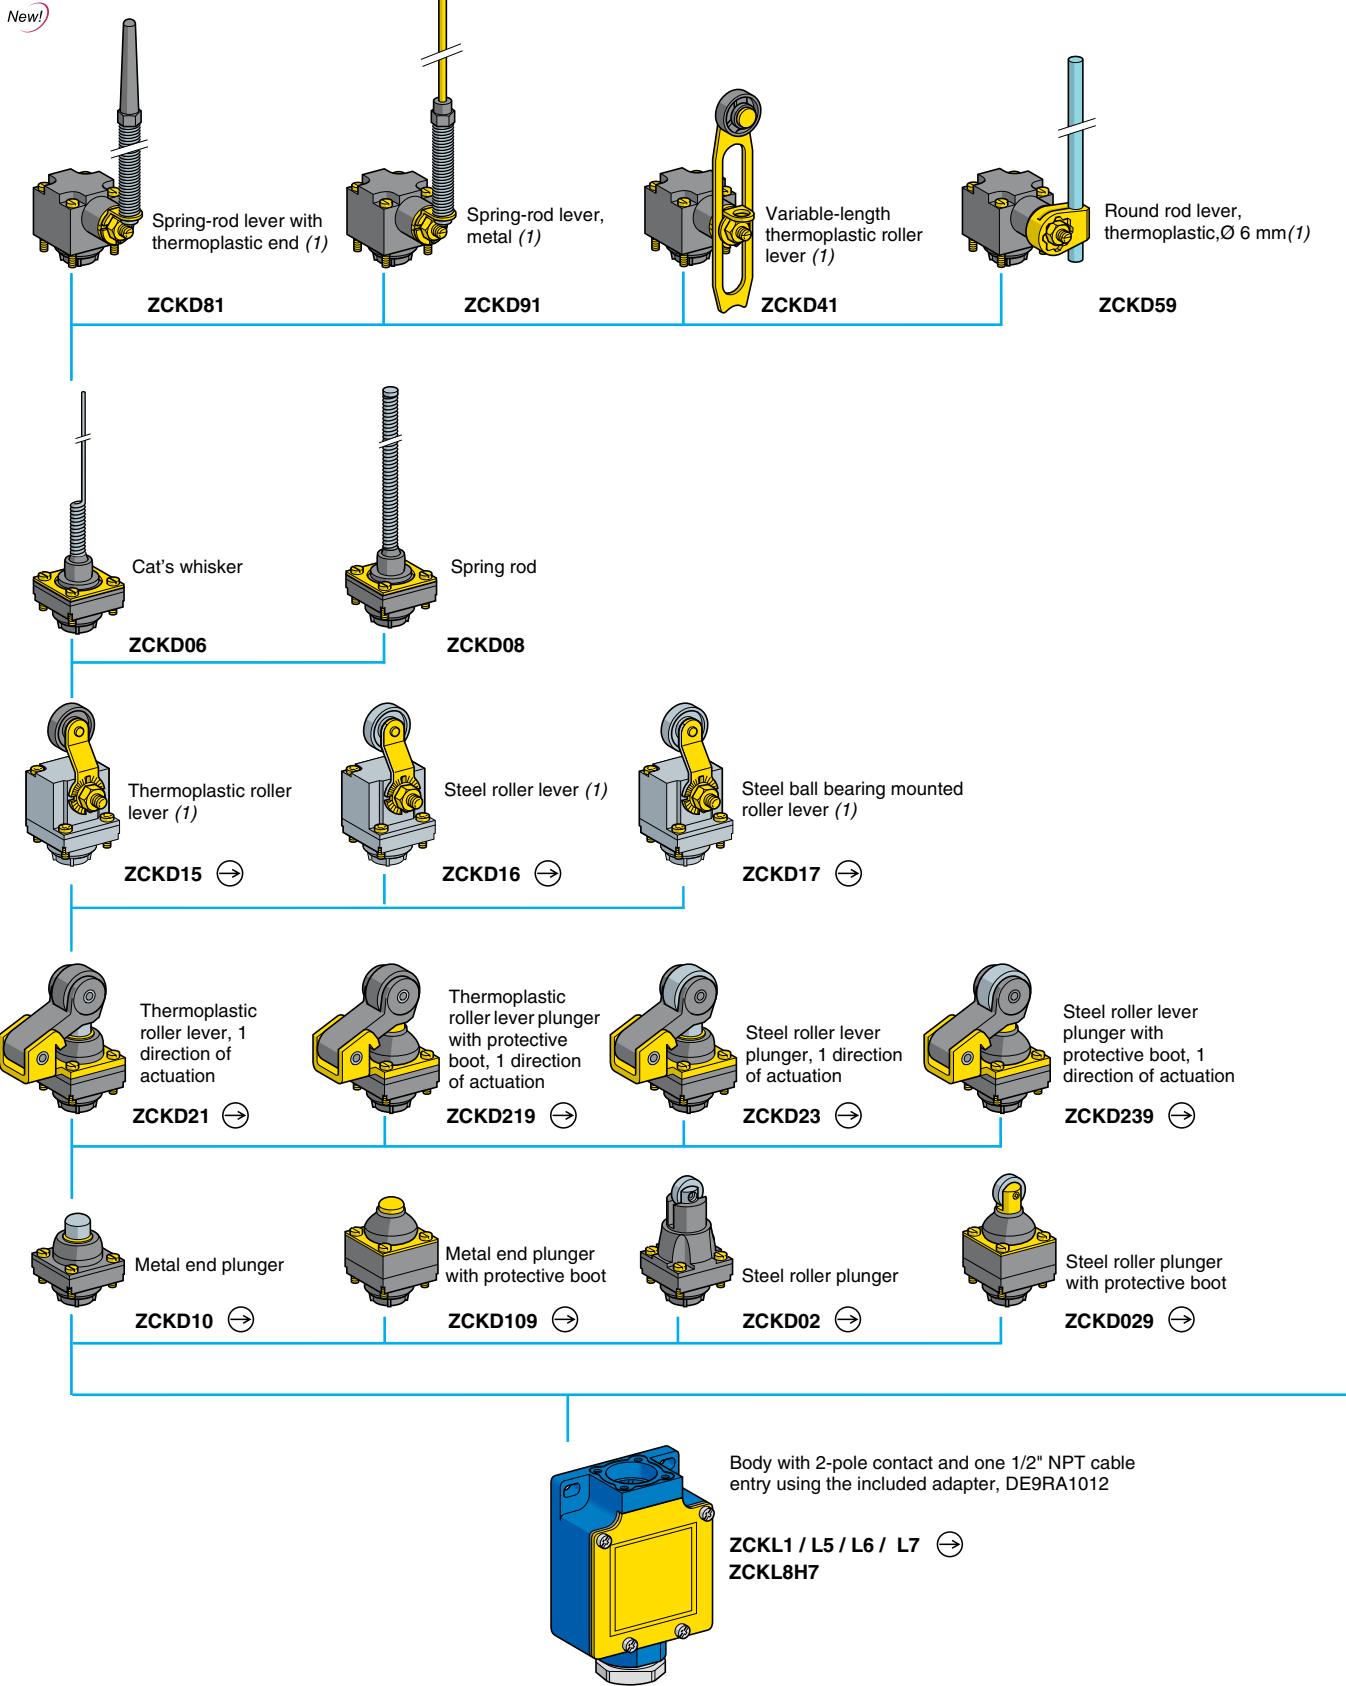 New!
Spring-rod lever with
thermoplastic end (1)
ZCKD81
Spring-rod lever,
metal (1)
ZCKD91
Variable-length
thermoplastic roller
lever (1)
ZCKD41
Round rod lever,
thermoplastic,Ø 6 mm(1)
ZCKD59
Cat's whisker
ZCKD06
Spring rod
ZCKD08
Thermoplastic roller
lever (1)
ZCKD15
Steel roller lever (1)
ZCKD16
Steel ball bearing mounted
roller lever (1)
ZCKD17
Thermoplastic
roller lever, 1
direction of
actuation
ZCKD21
Thermoplastic
roller lever plunger
with protective
boot, 1 direction
of actuation
ZCKD219
Steel roller lever
plunger, 1 direction
of actuation
ZCKD23
Steel roller lever
plunger with
protective boot, 1
direction of actuation
ZCKD239
Metal end plunger
ZCKD10
Metal end plunger
with protective boot
ZCKD109
Steel roller plunger
ZCKD02
Steel roller plunger
with protective boot
ZCKD029
Body with 2-pole contact and one 1/2" NPT cable
entry using the included adapter, DE9RA1012
ZCKL1 / L5 / L6 / L7
ZCKL8H7